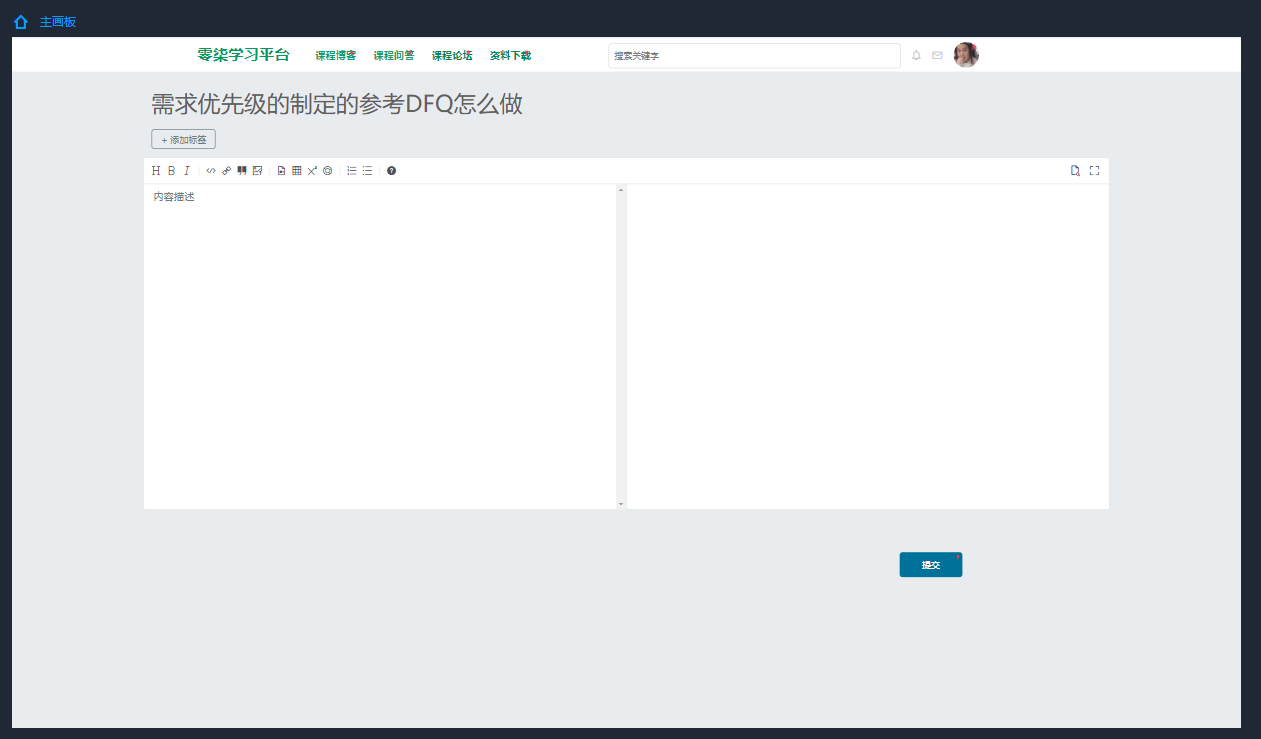 主画板
零柒学习平台 课程博客 课程问答 课程论坛 资料下载 搜索关键字
需求优先级的制定的参考DFQ怎么做
+ 添加标签
H B I
内容描述
提交